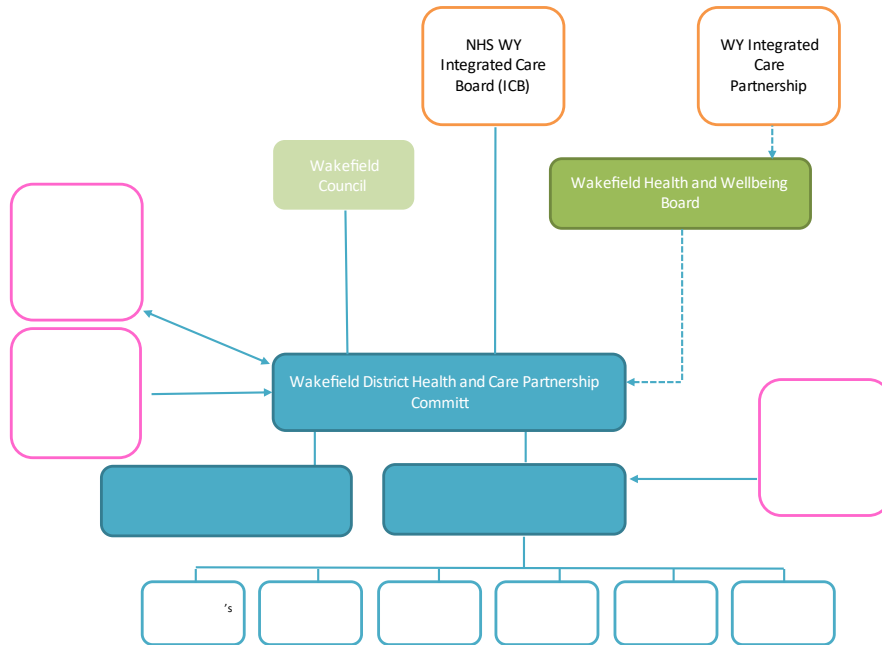 NHS WY
Integrated Care
Board (ICB)
WY Integrated
Care
Partnership
Wakefield
Council
Wakefield Health and Wellbeing
Board
Wakefield District Health and Care Partnership
Committ
's